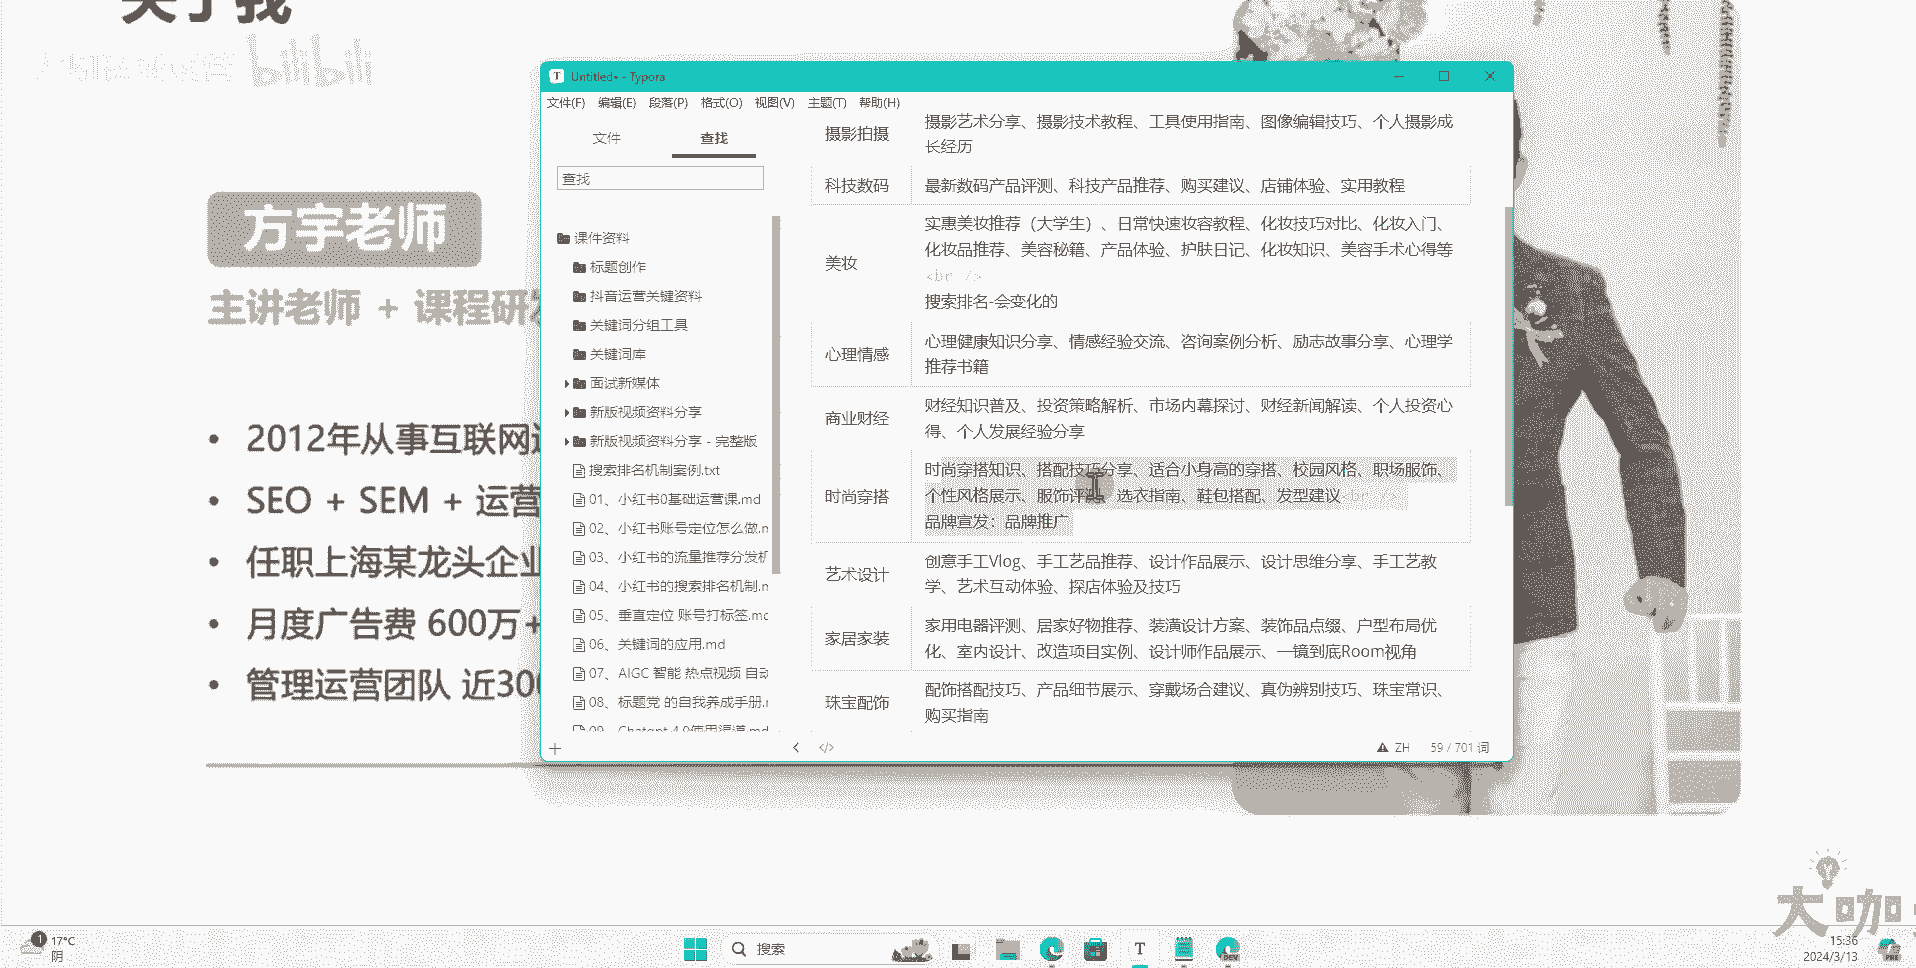 关于我
bilibili
方宇老师
主讲老师 + 课程研发
2012年从事互联网运
SEO + SEM + 运营
任职上海某龙头企业
月度广告费 600万+
管理运营团队 近300
Untitled• - Typora
文件(F) 编辑(E) 段落(P) 格式(O) 视图(V) 主题(T) 帮助(H)
文件 查找
查找
课件资料
标题创作
抖音运营关键资料
关键词分组工具
关键词库
面试新媒体
新版视频资料分享
新版视频资料分享 - 完整版
搜索排名机制案例.txt
01、小红书0基础运营课.md
02、小红书账号定位怎么做.m
03、小红书的流量推荐分发机
04、小红书的搜索排名机制.m
05、垂直定位 账号打标签.md
06、关键词的应用.md
07、AIGC 智能 热点视频 自动
08、标题党 的自我养成手册.m
09、Chatgpt 4.0使用渠道.md
摄影拍摄
摄影艺术分享、摄影技术教程、工具使用指南、图像编辑技巧、个人摄影成
长经历
科技数码
最新数码产品评测、科技产品推荐、购买建议、店铺体验、实用教程
美妆
实惠美妆推荐（大学生）、日常快速妆容教程、化妆技巧对比、化妆入门、
化妆品推荐、美容秘籍、产品体验、护肤日记、化妆知识、美容手术心得等
<br />
搜索排名-会变化的
心理情感
心理健康知识分享、情感经验交流、咨询案例分析、励志故事分享、心理学
推荐书籍
商业财经
财经知识普及、投资策略解析、市场内幕探讨、财经新闻解读、个人投资心
得、个人发展经验分享
时尚穿搭
时尚穿搭知识、搭配技巧分享、适合小身高的穿搭、校园风格、职场服饰、
个性风格展示、服饰评 选衣指南、鞋包搭配、发型建议<br />
品牌宣发：品牌推广
艺术设计
创意手工Vlog、手工艺品推荐、设计作品展示、设计思维分享、手工艺教
学、艺术互动体验、探店体验及技巧
家居家装
家用电器评测、居家好物推荐、装潢设计方案、装饰品点缀、户型布局优
化、室内设计、改造项目实例、设计师作品展示、一镜到底Room视角
珠宝配饰
配饰搭配技巧、产品细节展示、穿戴场合建议、真伪辨别技巧、珠宝常识、
购买指南
ZH 59 / 701 词
大咖
1 17°C
阴
搜索
DEV
15:36
2024/3/13
PRE